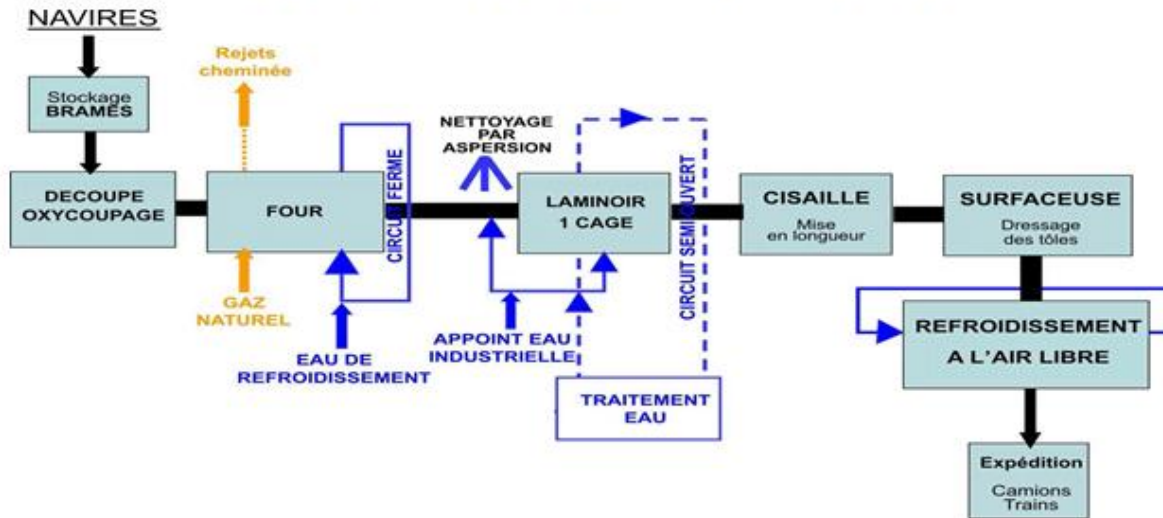 NAVIRES
Stockage
BRAMES
DECOUPE
OXYCOUPAGE
Rejets
cheminée
FOUR
GAZ
NATUREL
CIRCUIT FERME
EAU DE
REFROIDISSEMENT
NETTOYAGE
PAR
ASPERSION
LAMINOIR
1 CAGE
APPOINT EAU
INDUSTRIELLE
CIRCUIT SEMI OUVERT
TRAITEMENT
EAU
CISAILLE
Mise
en longueur
SURFACEUSE
Dressage
des tôles
REFROIDISSEMENT
A L'AIR LIBRE
Expédition
Camions
Trains